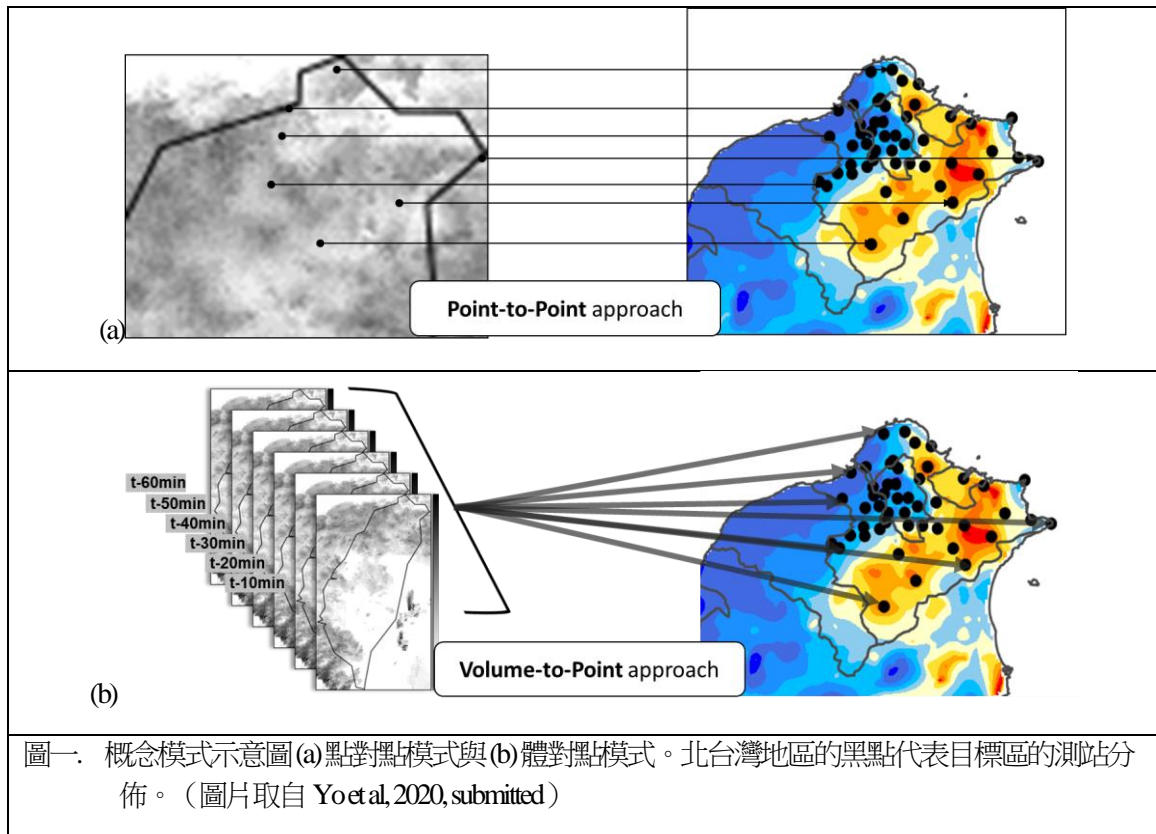 (a)
Point-to-Point approach
t-60min
t-50min
t-40min
t-30min
t-20min
t-10min
(b)
Volume-to-Point approach
圖一. 概念模式示意圖(a)點對點模式與(b)體對點模式。北台灣地區的黑點代表目標區的測站分
佈。（圖片取自 Yo et al, 2020, submitted）